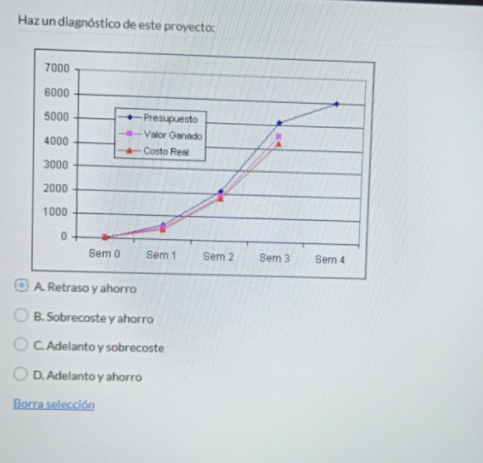 Haz un diagnóstico de este proyecto:
7000
6000
5000
4000
3000
2000
1000
0
Presupuesto
Valor Ganado
Costo Real
Sem 0 Sem 1 Sem 2 Sem 3 Sem 4
A. Retraso y ahorro
B. Sobrecoste y ahorro
C. Adelanto y sobrecoste
D. Adelanto y ahorro
Borra selección